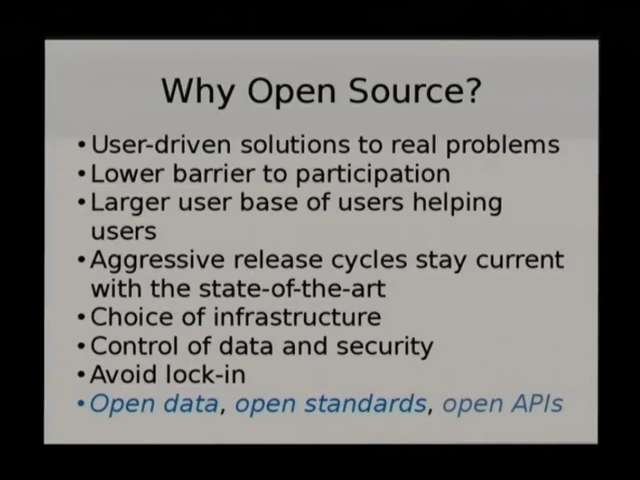 Why Open Source?
•User-driven solutions to real problems
•Lower barrier to participation
•Larger user base of users helping
users
•Aggressive release cycles stay current
with the state-of-the-art
•Choice of infrastructure
•Control of data and security
•Avoid lock-in
•Open data, open standards, open APIs